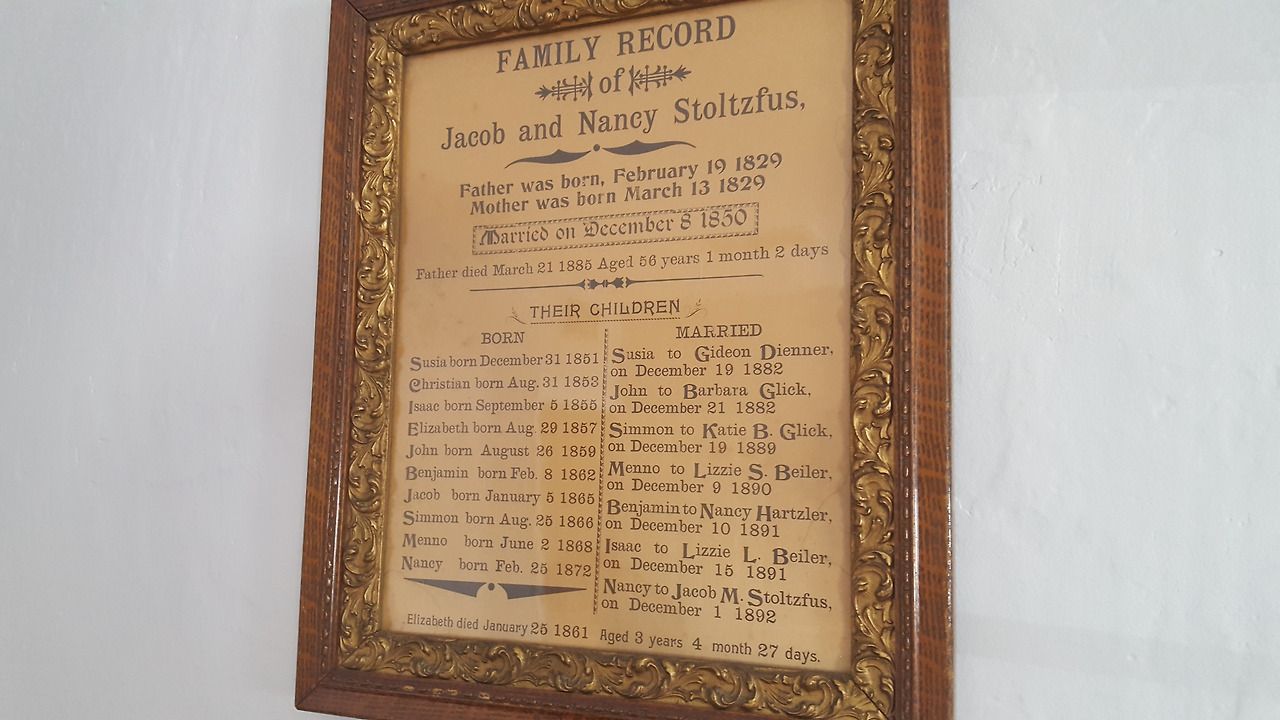 FAMILY RECORD
of
Jacob and Nancy Stoltzfus,
Father was born, February 19 1829
Mother was born March 13 1829
Married on December 8 1850
Father died March 21 1885 Aged 56 years 1 month 2 days
THEIR CHILDREN
BORN
Susia born December 31 1851
Christian born Aug. 31 1853
Isaac born September 5 1855
Elizabeth born Aug. 29 1857
John born August 26 1859
Benjamin born Feb. 8 1862
Jacob born January 5 1865
Simmon born Aug. 25 1866
Menno born June 2 1868
Nancy born Feb. 25 1872
MARRIED
Susia to Gideon Dienner,
on December 19 1882
John to Barbara Glick,
on December 21 1882
Simmon to Katie B. Glick,
on December 19 1889
Menno to Lizzie S. Beiler,
on December 9 1890
Benjamin to Nancy Hartzler,
on December 10 1891
Isaac to Lizzie L. Beiler,
on December 15 1891
Nancy to Jacob M. Stoltzfus,
on December 1 1892
Elizabeth died January 25 1861 Aged 3 years 4 month 27 days.